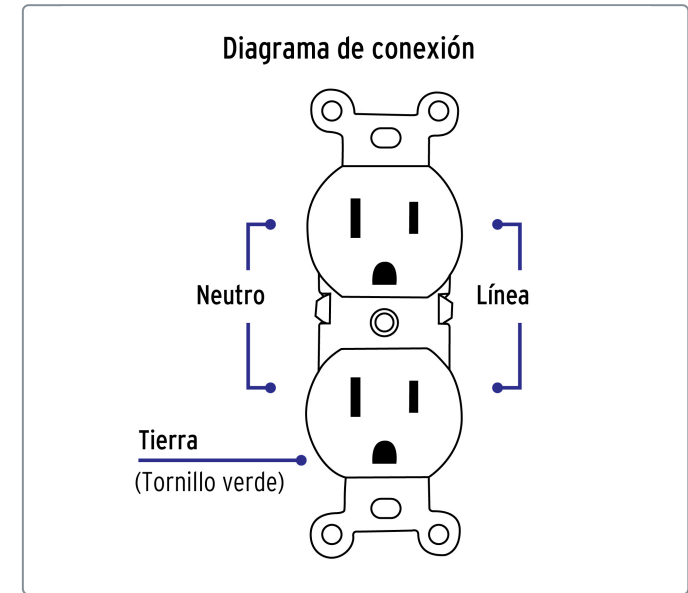 Diagrama de conexión
Neutro
Línea
Tierra
(Tornillo verde)